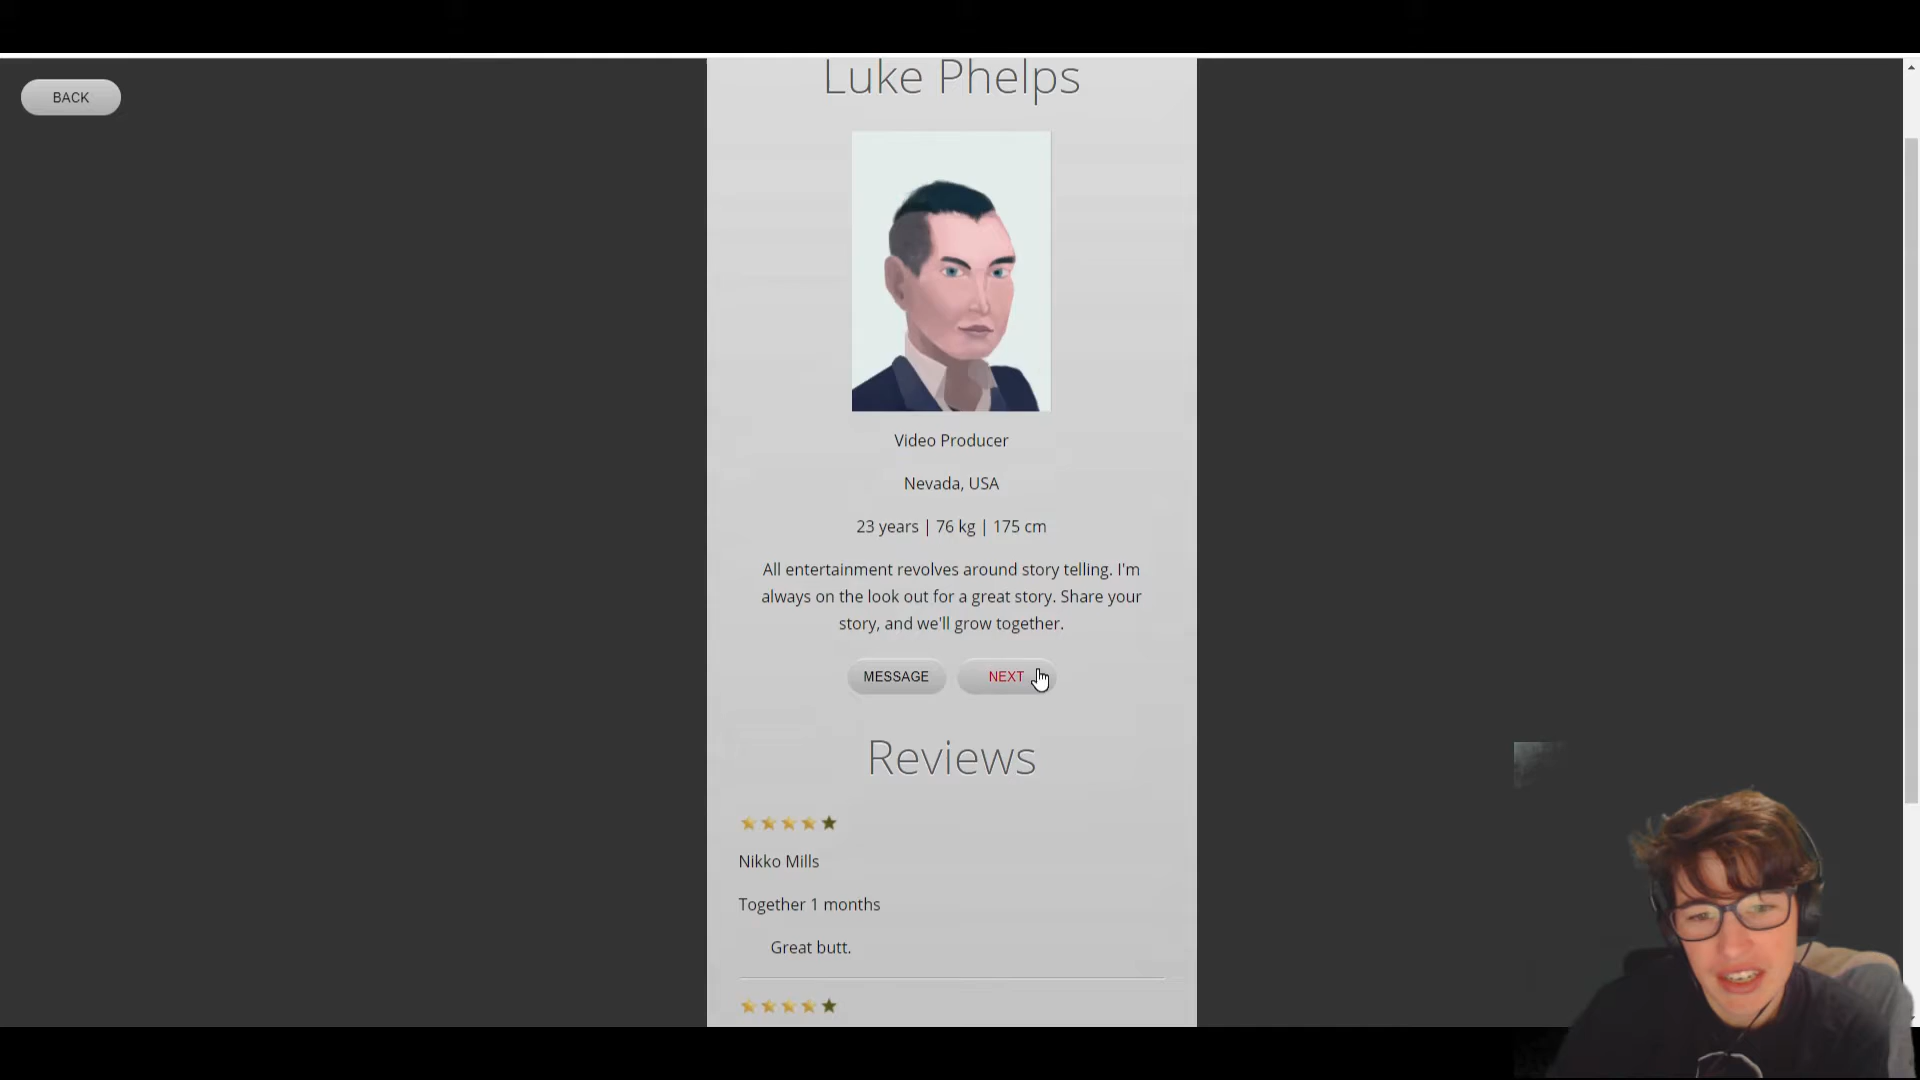 BACK
Luke Phelps
Video Producer
Nevada, USA
23 years | 76 kg | 175 cm
All entertainment revolves around story telling. I'm
always on the look out for a great story. Share your
story, and we'll grow together.
MESSAGE
NEXT
Reviews
Nikko Mills
Together 1 months
Great butt.